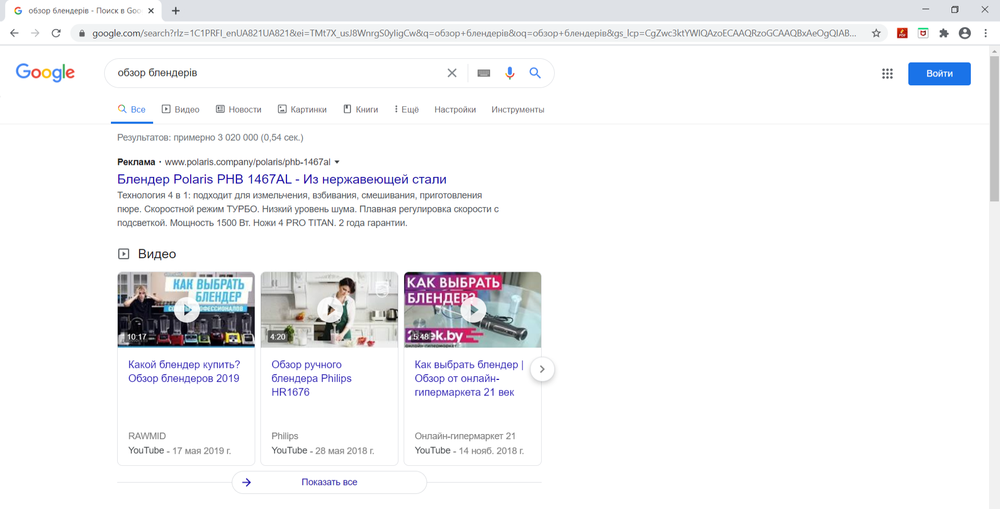 обзор блендерів - Поиск в Goo
google.com/search?rlz=1C1PRFI_enUA821UA821&ei=TMt7X_usJ8WnrgS0yIigCw&q=обзор+блендерів&oq=обзор+блендерів&gs_lcp=CgZwc3ktYWIQAzoECAAQRzoGCAAQBxAeOgQIAB...
Google
обзор блендерів
Войти
Все Видео Новости Картинки Книги Ещё Настройки Инструменты
Результатов: примерно 3 020 000 (0,54 сек.)
Реклама · www.polaris.company/polaris/phb-1467al
Блендер Polaris PHB 1467AL - Из нержавеющей стали
Технология 4 в 1: подходит для измельчения, взбивания, смешивания, приготовления
пюре. Скоростной режим ТУРБО. Низкий уровень шума. Плавная регулировка скорости с
подсветкой. Мощность 1500 Вт. Ножи 4 PRO TITAN. 2 года гарантии.
Видео
КАК ВЫБРАТЬ
БЛЕНДЕР
10:17
Какой блендер купить?
Обзор блендеров 2019
RAWMID
YouTube - 17 мая 2019 г.
4:20
Обзор ручного
блендера Philips
HR1676
Philips
YouTube - 28 мая 2018 г.
КАК ВЫБРАТЬ
БЛЕНДЕР?
5:48
онлайн-гипермаркет
Как выбрать блендер |
Обзор от онлайн-
гипермаркета 21 век
Онлайн-гипермаркет 21
YouTube - 14 нояб. 2018 г.
Показать все